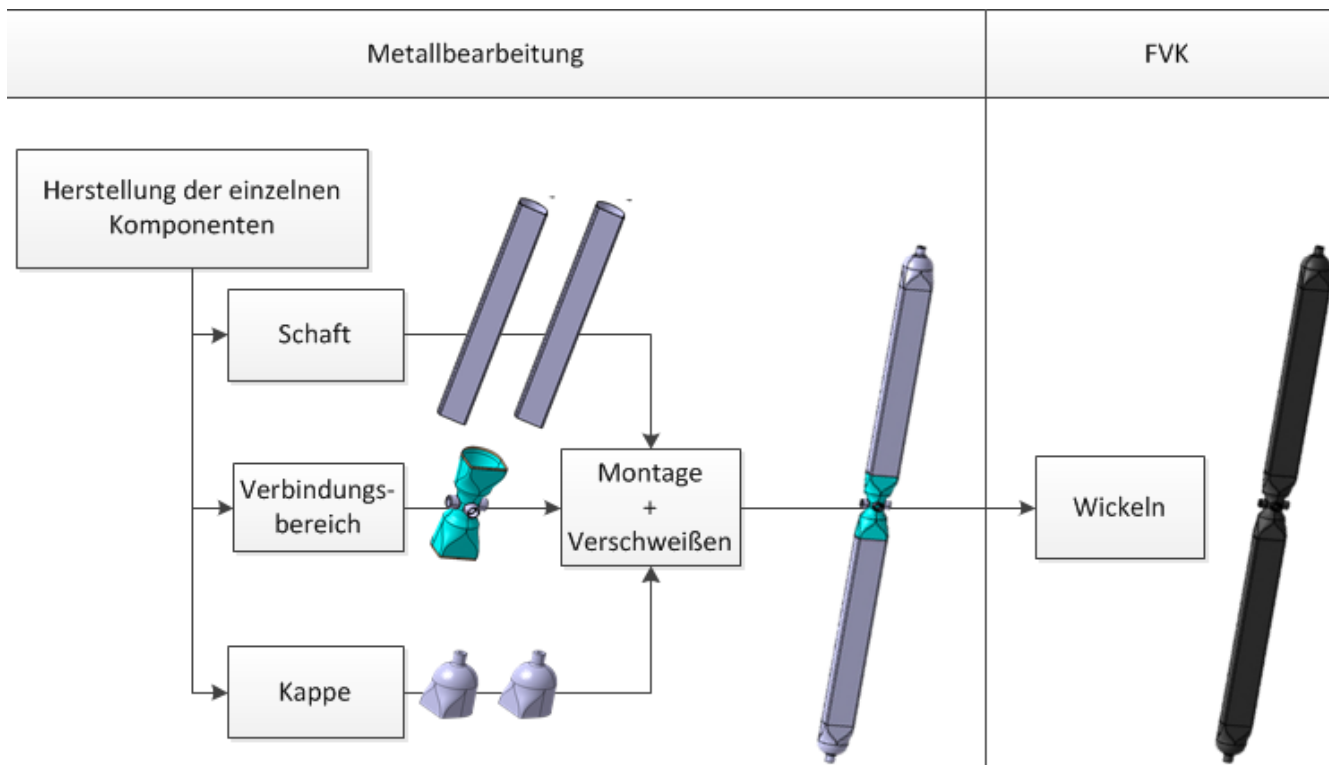 Metallbearbeitung
FVK
Herstellung der einzelnen
Komponenten
Schaft
Verbindungs-
bereich
Montage
+
Verschweißen
Wickeln
Kappe